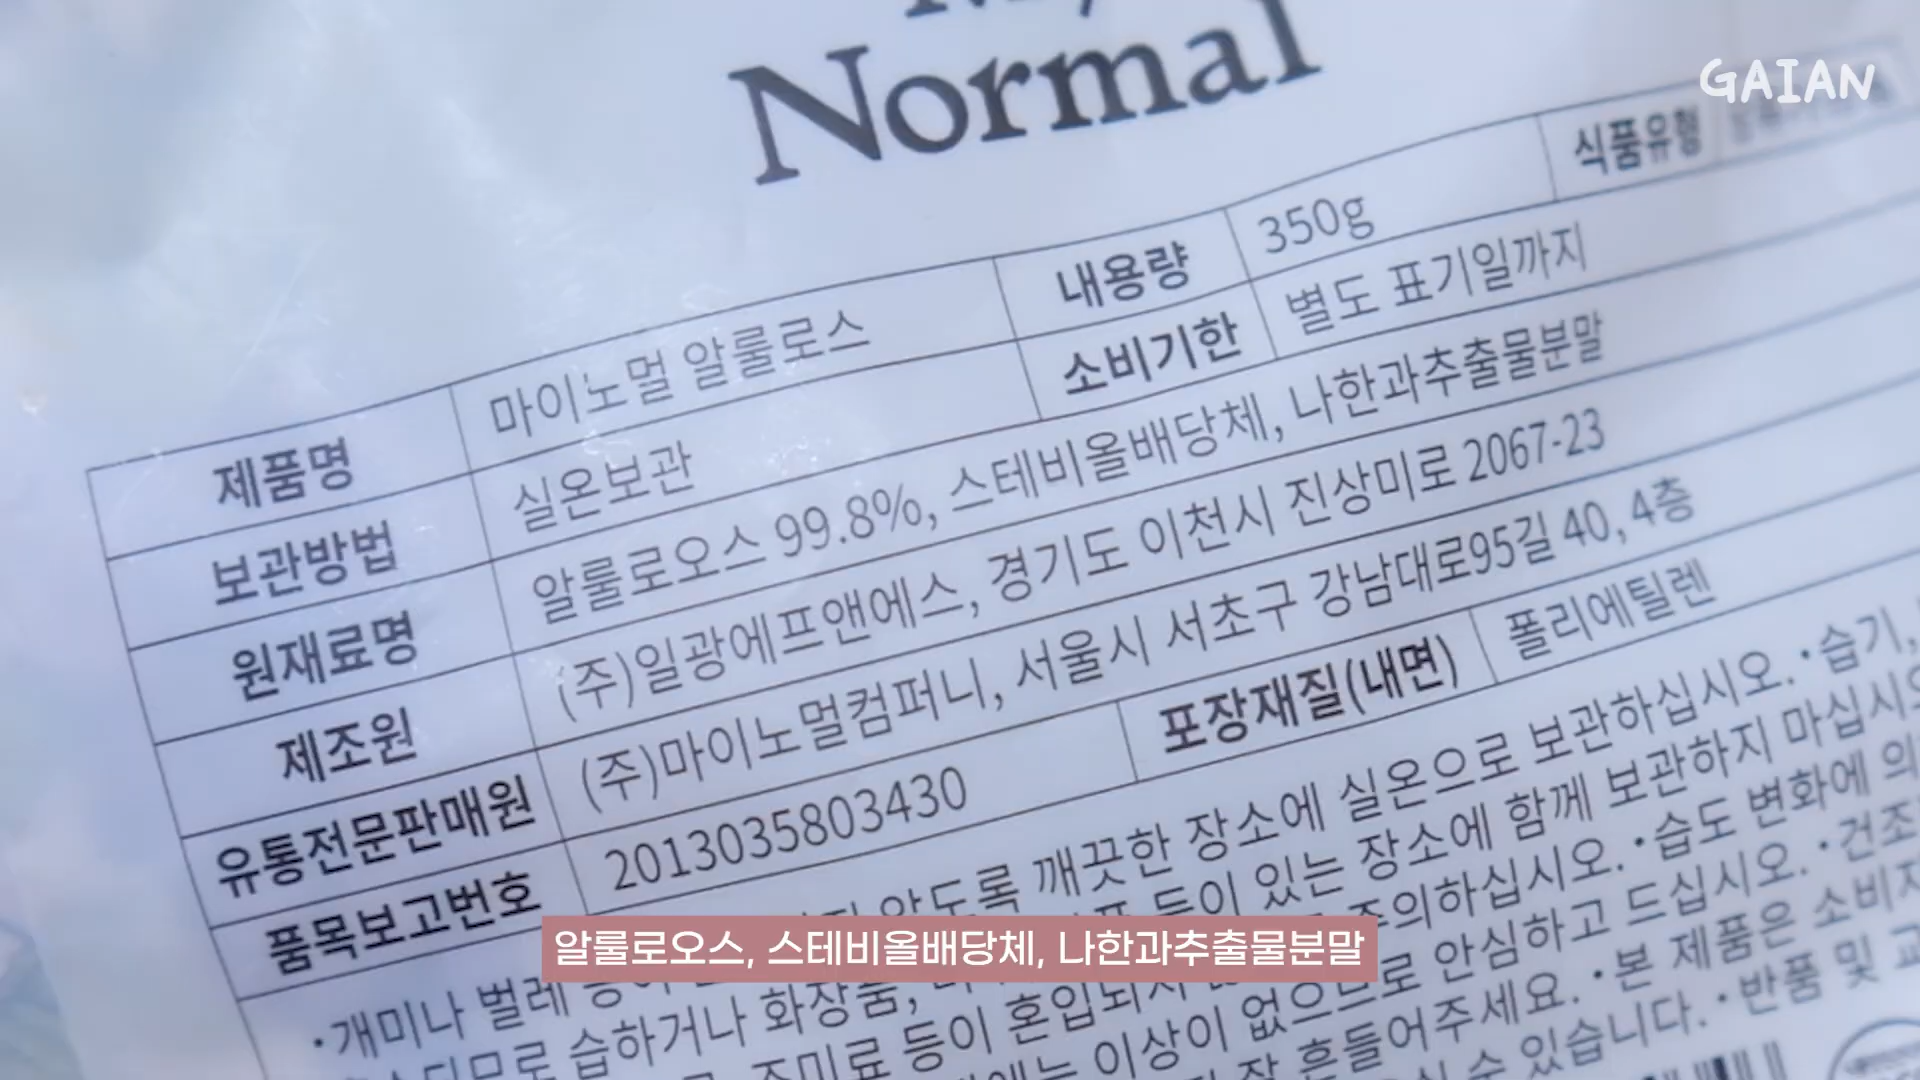 Normal
GAIAN
제품명 마이노멀 알룰로스 내용량 350g 식품유형
보관방법 실온보관 소비기한 별도 표기일까지
원재료명 알룰로오스 99.8%, 스테비올배당체, 나한과추출물분말
제조원 (주)일광에프앤에스, 경기도 이천시 진상미로 2067-23
유통전문판매원 (주)마이노멀컴퍼니, 서울시 서초구 강남대로95길 40, 4층
품목보고번호 2013035803430 포장재질(내면) 폴리에틸렌
·개미나 벌레 않도록 깨끗한 장소에 실온으로 보관하십시오. ·습기,
습하거나 화장품, 등이 있는 장소에 함께 보관하지 마십시오
조미료 등이 혼입되지 주의하십시오. ·습도 변화에 의
이상이 없으므로 안심하고 드십시오. ·건조
잘 흔들어주세요. ·본 제품은 소비자
수 있습니다. ·반품 및
알룰로오스, 스테비올배당체, 나한과추출물분말